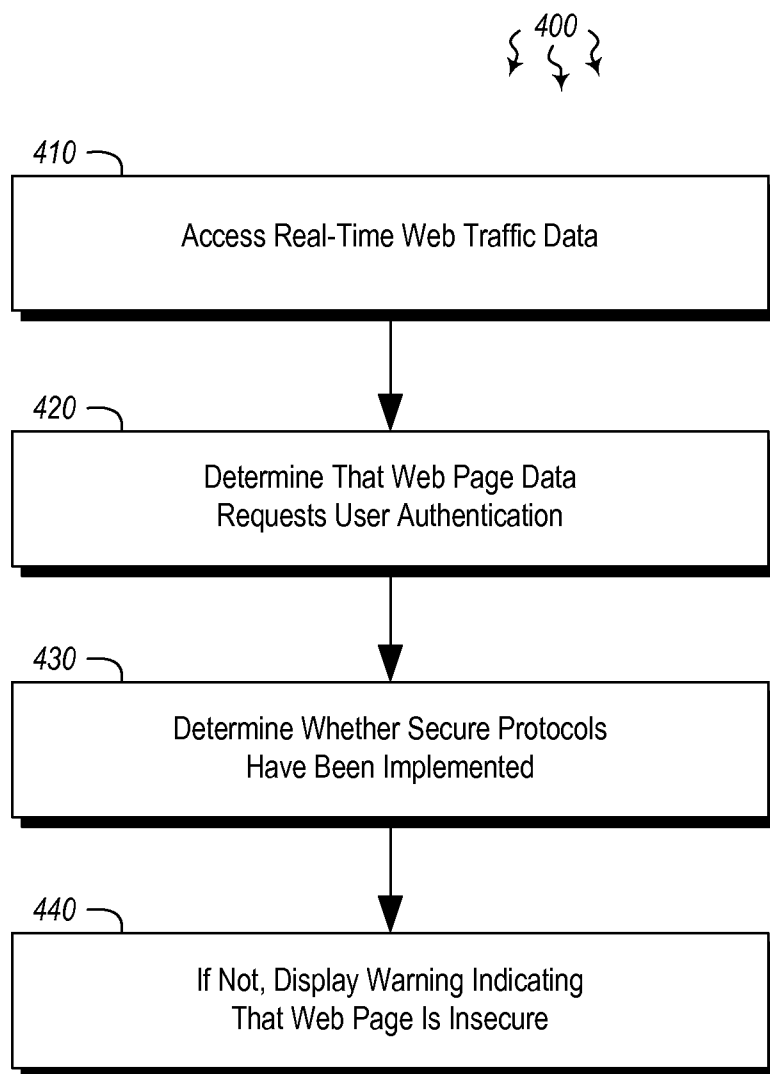 400
410
Access Real-Time Web Traffic Data
420
Determine That Web Page Data
Requests User Authentication
430
Determine Whether Secure Protocols
Have Been Implemented
440
If Not, Display Warning Indicating
That Web Page Is Insecure